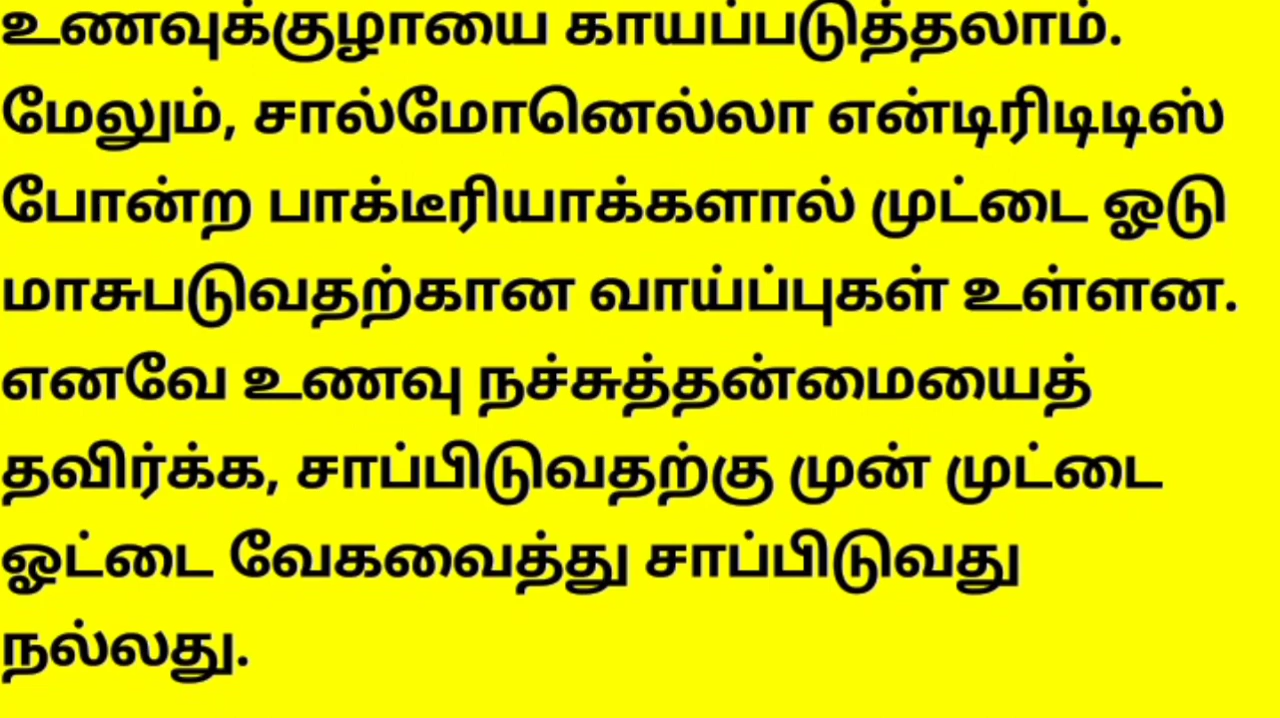 உணவுக்குழாயை காயப்படுத்தலாம்.
மேலும், சால்மோனெல்லா என்டிரிடிடிஸ்
போன்ற பாக்டீரியாக்களால் முட்டை ஓடு
மாசுபடுவதற்கான வாய்ப்புகள் உள்ளன.
எனவே உணவு நச்சுத்தன்மையைத்
தவிர்க்க, சாப்பிடுவதற்கு முன் முட்டை
ஓட்டை வேகவைத்து சாப்பிடுவது
நல்லது.